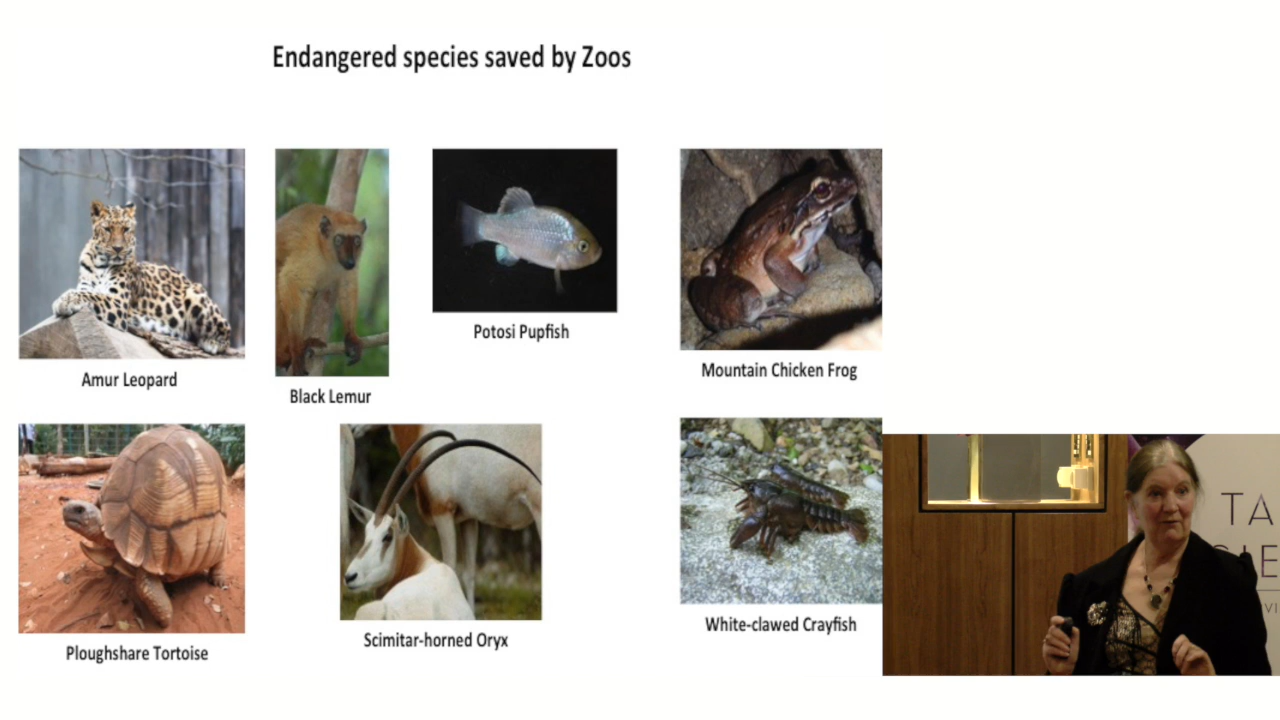 Endangered species saved by Zoos
Amur Leopard
Black Lemur
Potosi Pupfish
Mountain Chicken Frog
Ploughshare Tortoise
Scimitar-horned Oryx
White-clawed Crayfish
TA